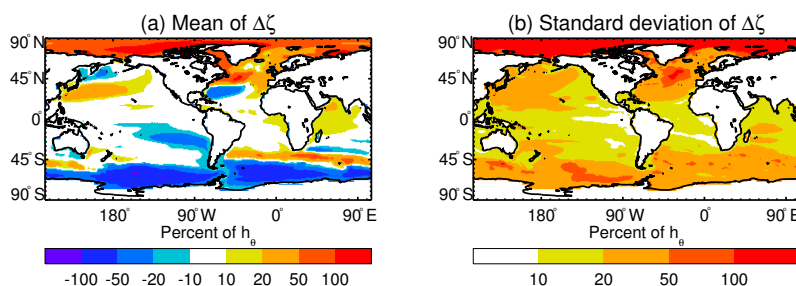 (a) Mean of Δζ
90° N
45° N
0°
45° S
90° S
180° 90° W 0° 90° E
Percent of h_θ
-100 -50 -20 -10 10 20 50 100
(b) Standard deviation of Δζ
90° N
45° N
0°
45° S
90° S
180° 90° W 0° 90° E
Percent of h_θ
10 20 50 100